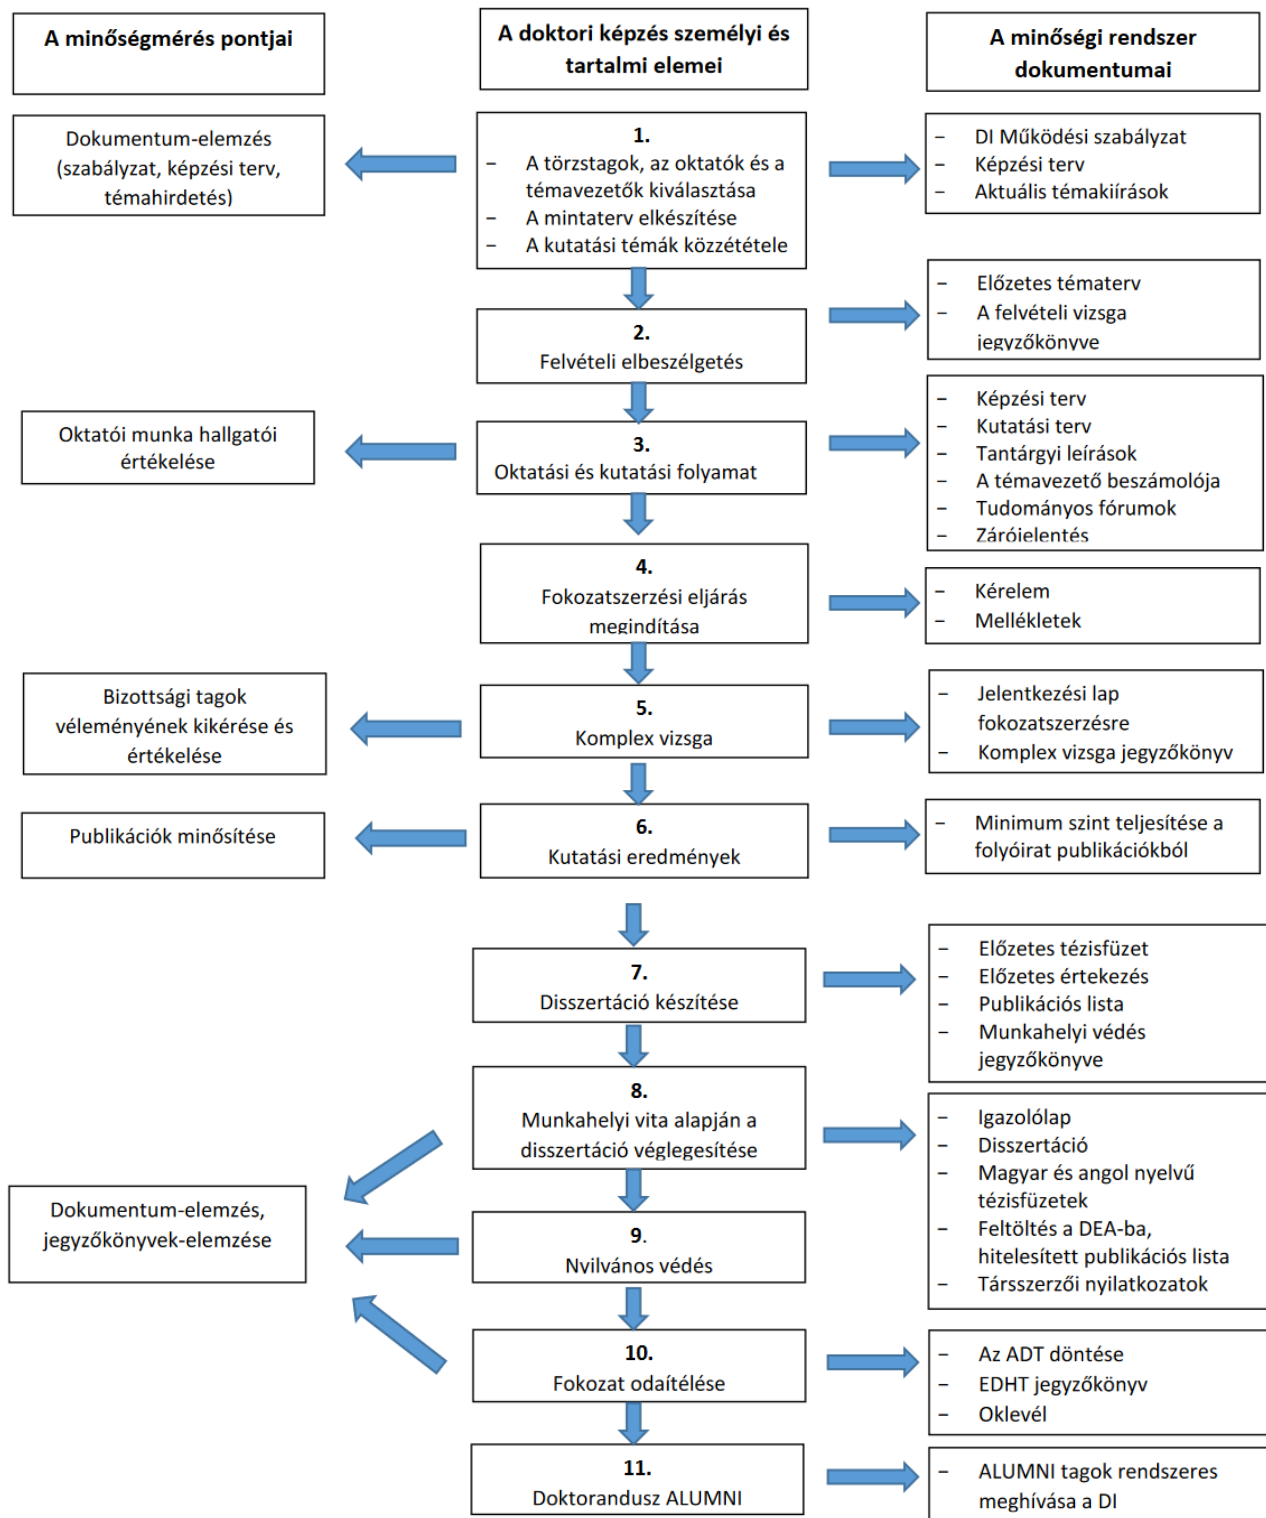 A minőségmérés pontjai
A doktori képzés személyi és
tartalmi elemei
A minőségi rendszer
dokumentumai
Dokumentum-elemzés
(szabályzat, képzési terv,
témahirdetés)
1.
− A törzstagok, az oktatók és a
témavezetők kiválasztása
− A mintaterv elkészítése
− A kutatási témák közzététele
− DI Működési szabályzat
− Képzési terv
− Aktuális témakiírások
2.
Felvételi elbeszélgetés
− Előzetes tématerv
− A felvételi vizsga
jegyzőkönyve
Oktatói munka hallgatói
értékelése
3.
Oktatási és kutatási folyamat
− Képzési terv
− Kutatási terv
− Tantárgyi leírások
− A témavezető beszámolója
− Tudományos fórumok
− Zárójelentés
4.
Fokozatszerzési eljárás
megindítása
− Kérelem
− Mellékletek
Bizottsági tagok
véleményének kikérése és
értékelése
5.
Komplex vizsga
− Jelentkezési lap
fokozatszerzésre
− Komplex vizsga jegyzőkönyv
Publikációk minősítése
6.
Kutatási eredmények
− Minimum szint teljesítése a
folyóirat publikációkból
7.
Disszertáció készítése
− Előzetes tézisfüzet
− Előzetes értekezés
− Publikációs lista
− Munkahelyi védés
jegyzőkönyve
8.
Munkahelyi vita alapján a
disszertáció véglegesítése
− Igazolólap
− Disszertáció
− Magyar és angol nyelvű
tézisfüzetek
− Feltöltés a DEA-ba,
hitelesített publikációs lista
− Társszerzői nyilatkozatok
Dokumentum-elemzés,
jegyzőkönyvek-elemzése
9.
Nyilvános védés
10.
Fokozat odaítélése
− Az ADT döntése
− EDHT jegyzőkönyv
− Oklevél
11.
Doktorandusz ALUMNI
− ALUMNI tagok rendszeres
meghívása a DI